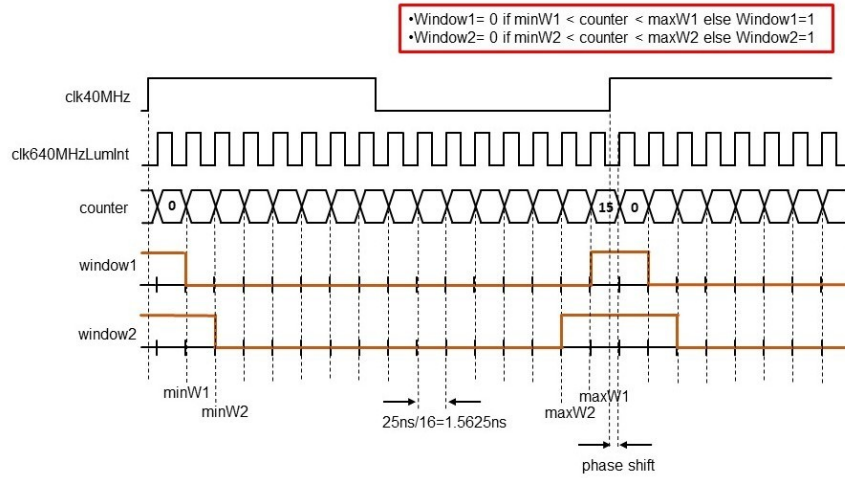 •Window1= 0 if minW1 < counter < maxW1 else Window1=1
•Window2= 0 if minW2 < counter < maxW2 else Window2=1
clk40MHz
clk640MHzLumInt
counter
0
15
0
window1
window2
minW1
minW2
maxW1
maxW2
25ns/16=1.5625ns
phase shift